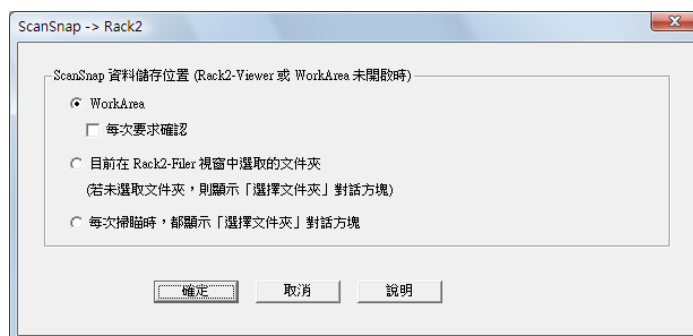 ScanSnap -> Rack2
ScanSnap 資料儲存位置 (Rack2-Viewer 或 WorkArea 未開啟時)
WorkArea
每次要求確認
目前在 Rack2-Filer 視窗中選取的文件夾
(若未選取文件夾，則顯示「選擇文件夾」對話方塊)
每次掃瞄時，都顯示「選擇文件夾」對話方塊
確定 取消 說明